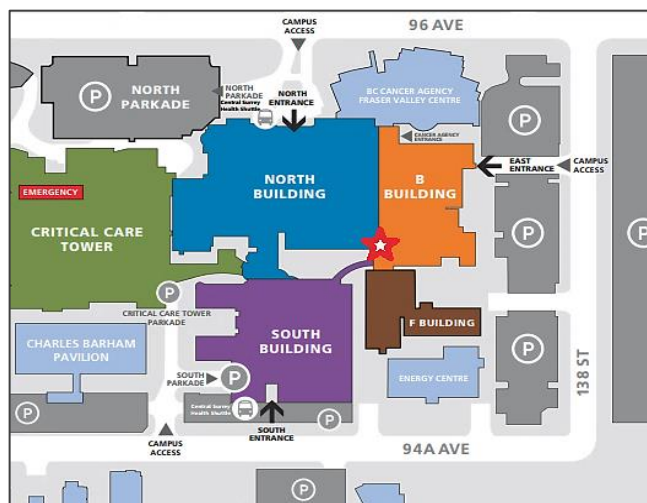 96 AVE
CAMPUS
ACCESS
NORTH
PARKADE
P
NORTH
PARKADE
Central Surrey
Health Shuttle
NORTH
ENTRANCE
BC CANCER AGENCY
FRASER VALLEY CENTRE
P
CANCER AGENCY
ENTRANCE
EAST
ENTRANCE
CAMPUS
ACCESS
EMERGENCY
NORTH
BUILDING
B
BUILDING
CRITICAL CARE
TOWER
P
P
P
CRITICAL CARE TOWER
PARKADE
SOUTH
BUILDING
F BUILDING
CHARLES BARHAM
PAVILION
SOUTH
PARKADE
P
ENERGY CENTRE
P
138 ST
P
Central Surrey
Health Shuttle
P
CAMPUS
ACCESS
SOUTH
ENTRANCE
94A AVE
P